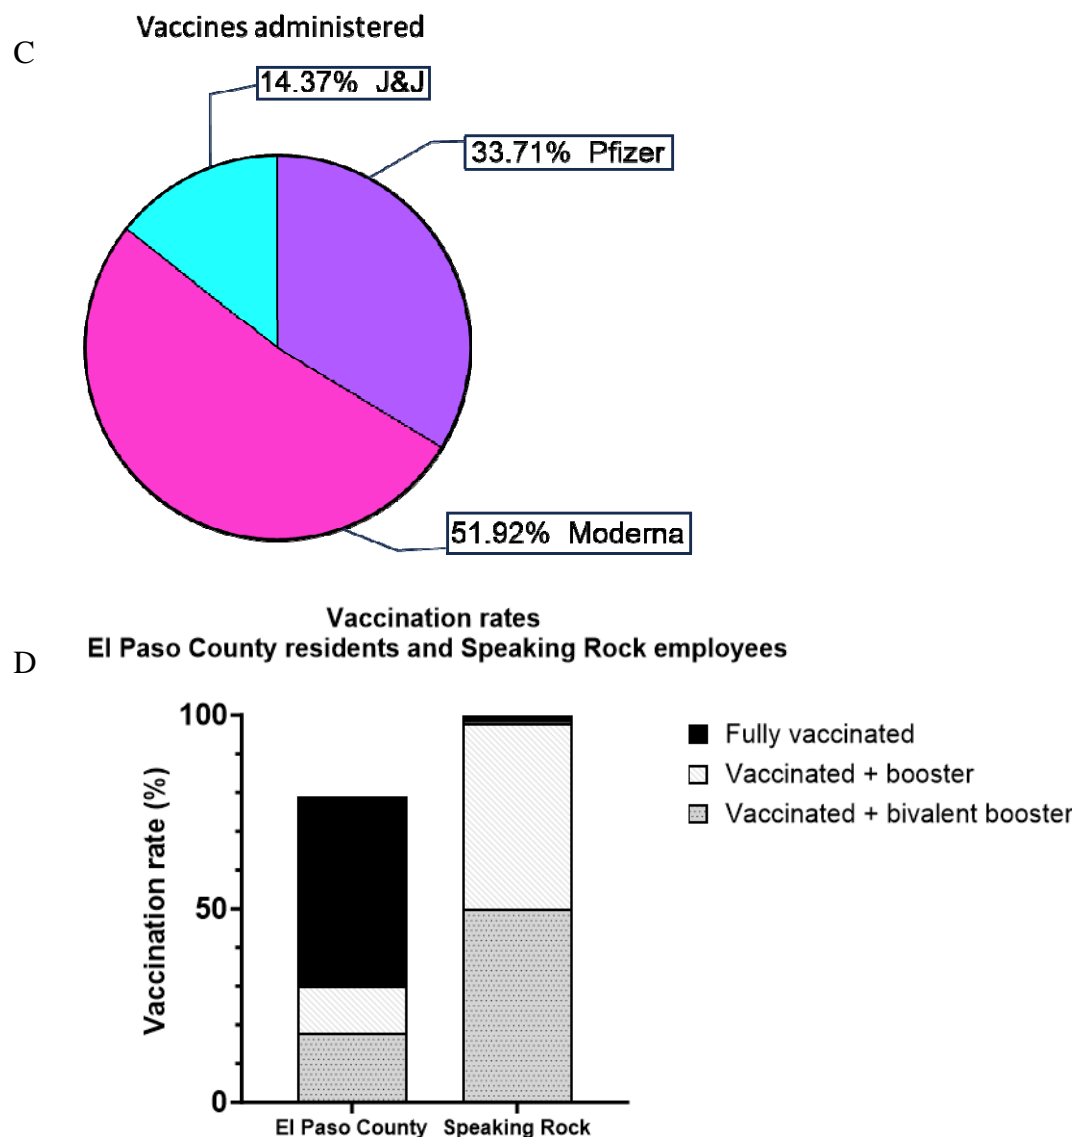 C
Vaccines administered
14.37% J&J
33.71% Pfizer
51.92% Moderna
D
Vaccination rates
El Paso County residents and Speaking Rock employees
Vaccination rate (%)
100
50
0
Fully vaccinated
Vaccinated + booster
Vaccinated + bivalent booster
El Paso County
Speaking Rock